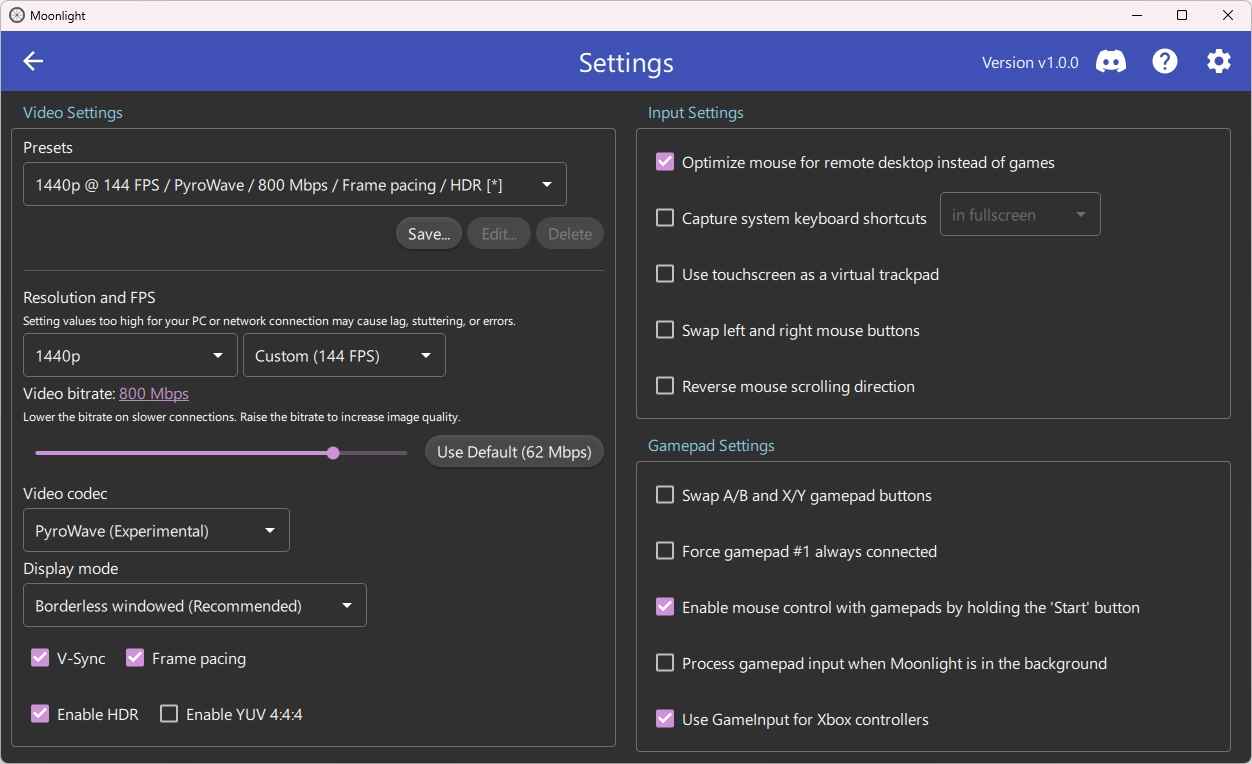 Moonlight
Settings
Version v1.0.0
Video Settings
Presets
1440p @ 144 FPS / PyroWave / 800 Mbps / Frame pacing / HDR [*]
Save...
Edit...
Delete
Resolution and FPS
Setting values too high for your PC or network connection may cause lag, stuttering, or errors.
1440p
Custom (144 FPS)
Video bitrate: 800 Mbps
Lower the bitrate on slower connections. Raise the bitrate to increase image quality.
Use Default (62 Mbps)
Video codec
PyroWave (Experimental)
Display mode
Borderless windowed (Recommended)
V-Sync
Frame pacing
Enable HDR
Enable YUV 4:4:4
Input Settings
Optimize mouse for remote desktop instead of games
Capture system keyboard shortcuts
in fullscreen
Use touchscreen as a virtual trackpad
Swap left and right mouse buttons
Reverse mouse scrolling direction
Gamepad Settings
Swap A/B and X/Y gamepad buttons
Force gamepad #1 always connected
Enable mouse control with gamepads by holding the 'Start' button
Process gamepad input when Moonlight is in the background
Use GameInput for Xbox controllers